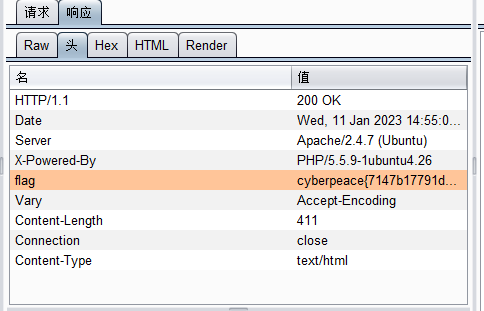 请求 响应
Raw 头 Hex HTML Render
名 值
HTTP/1.1 200 OK
Date Wed, 11 Jan 2023 14:55:0...
Server Apache/2.4.7 (Ubuntu)
X-Powered-By PHP/5.5.9-1ubuntu4.26
flag cyberpeace{7147b17791d...
Vary Accept-Encoding
Content-Length 411
Connection close
Content-Type text/html